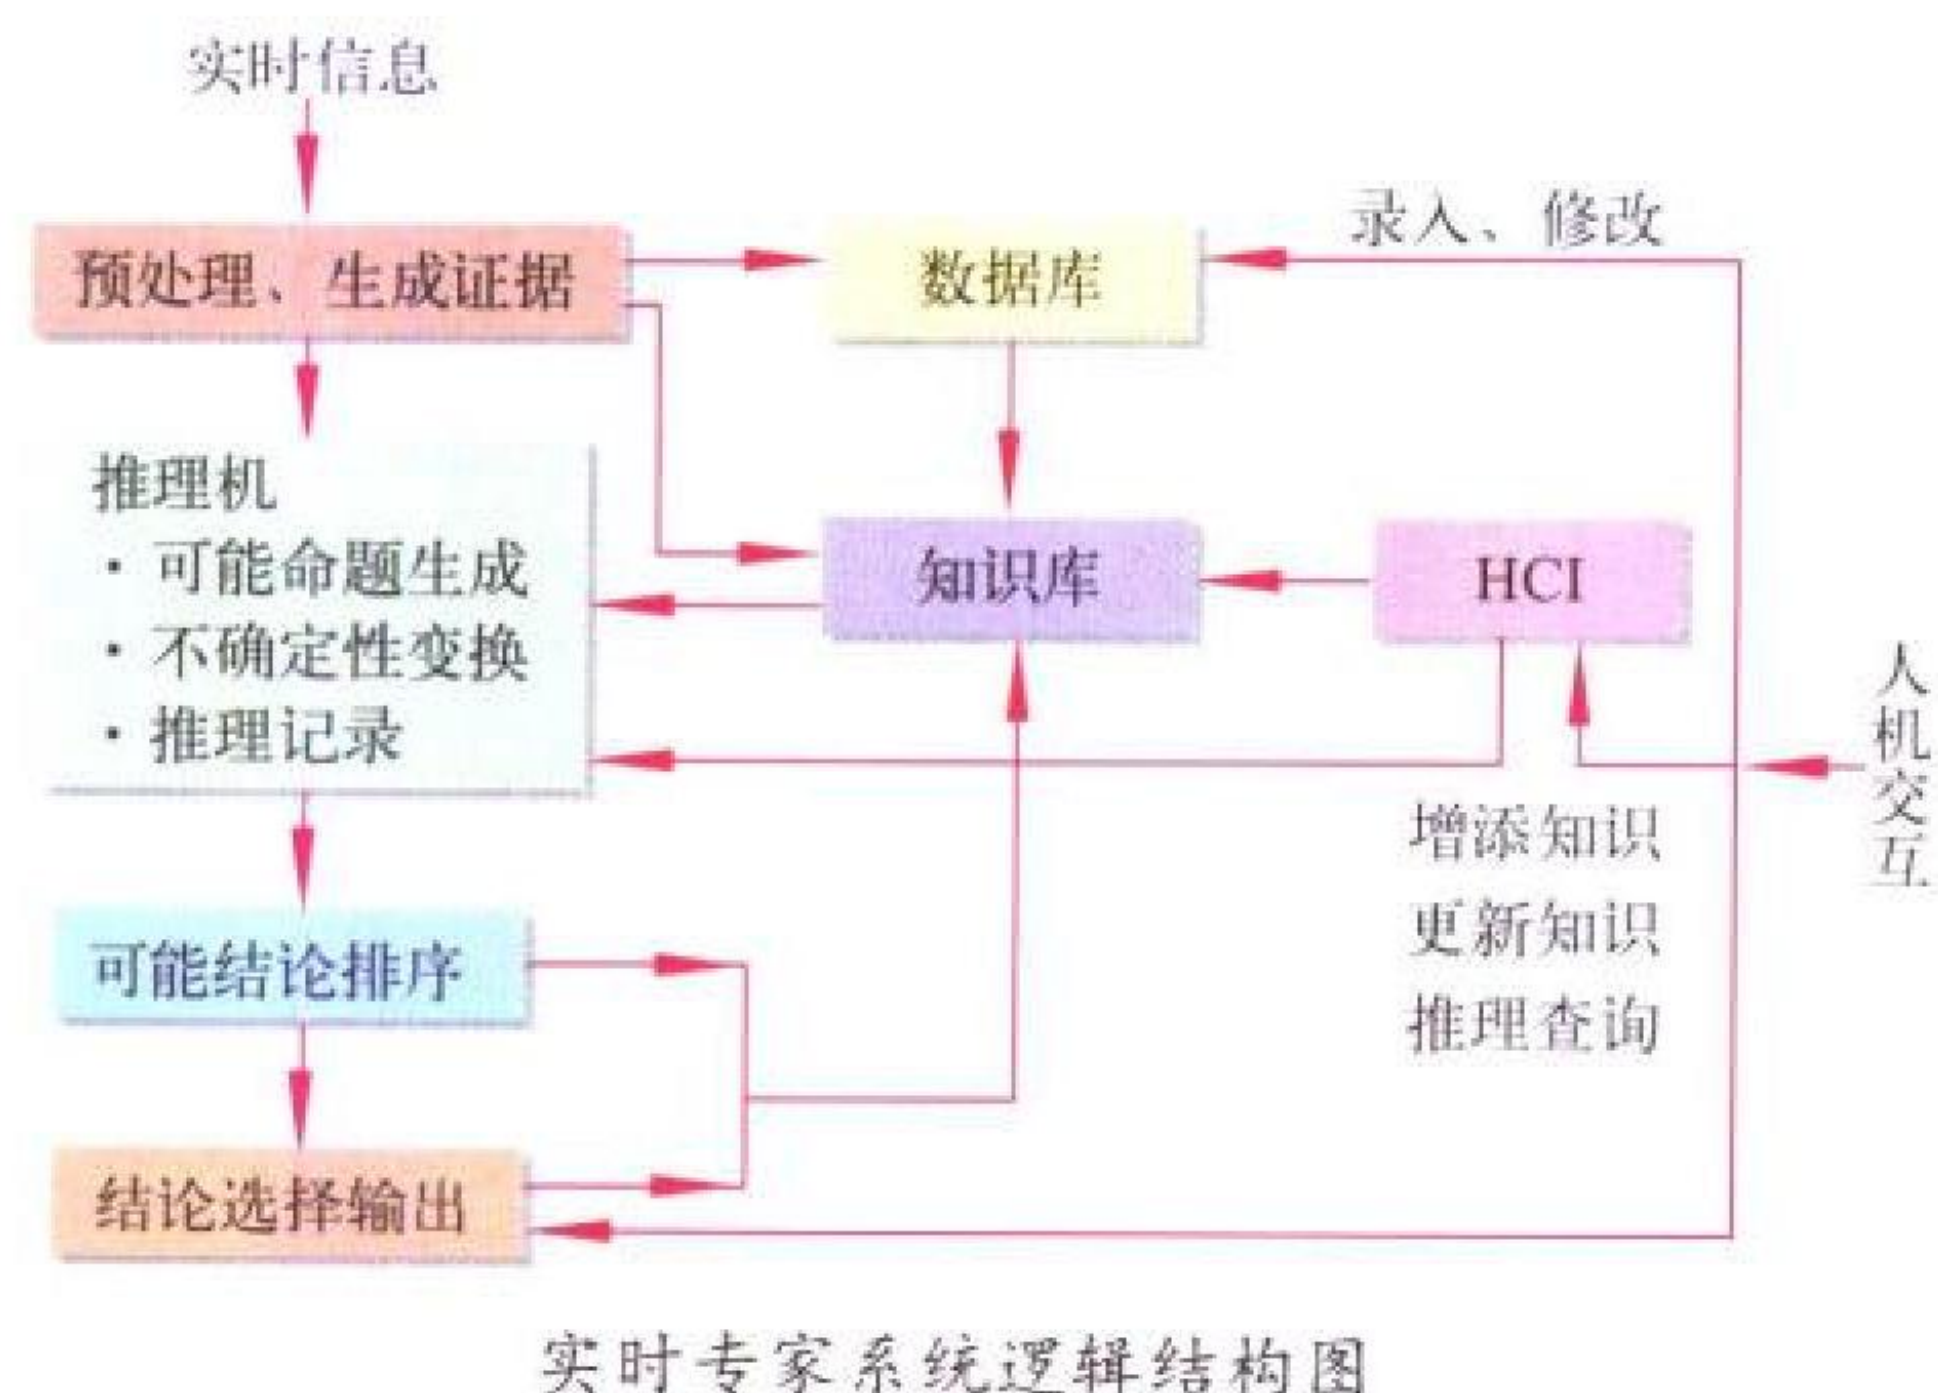 实时信息
预处理、生成证据
数据库
录入、修改
推理机
· 可能命题生成
· 不确定性变换
· 推理记录
知识库
HCI
人机交互
增添知识
更新知识
推理查询
可能结论排序
结论选择输出
实时专家系统逻辑结构图